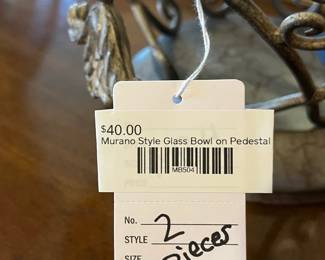 $40.00
Murano Style Glass Bowl on Pedestal
MB504
No. 2
STYLE Pieces
SIZE